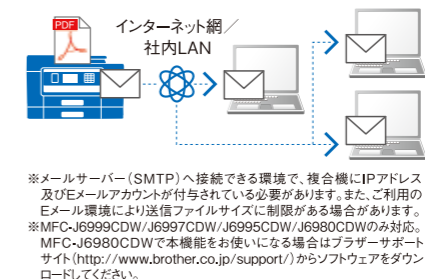 PDF
インターネット網／
社内LAN
※メールサーバー（SMTP）へ接続できる環境で、複合機にIPアドレス
及びEメールアカウントが付与されている必要があります。また、ご利用の
Eメール環境により送信ファイルサイズに制限がある場合があります。
※MFC-J6999CDW/J6997CDW/J6995CDW/J6980CDWのみ対応。
MFC-J6980CDWで本機能をお使いになる場合はブラザーサポート
サイト（http://www.brother.co.jp/support/）からソフトウェアをダウン
ロードしてください。